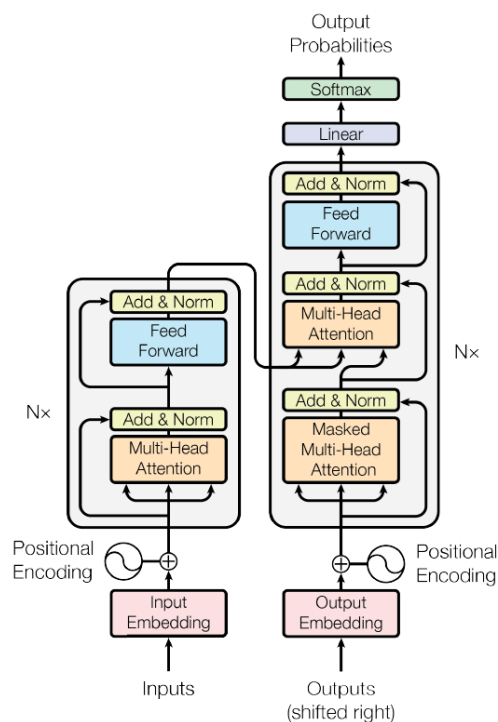 Output
Probabilities
Softmax
Linear
Add & Norm
Feed
Forward
Add & Norm
Multi-Head
Attention
Add & Norm
Masked
Multi-Head
Attention
Nx
Add & Norm
Feed
Forward
Nx
Add & Norm
Multi-Head
Attention
Positional
Encoding
Positional
Encoding
Input
Embedding
Output
Embedding
Inputs
Outputs
(shifted right)